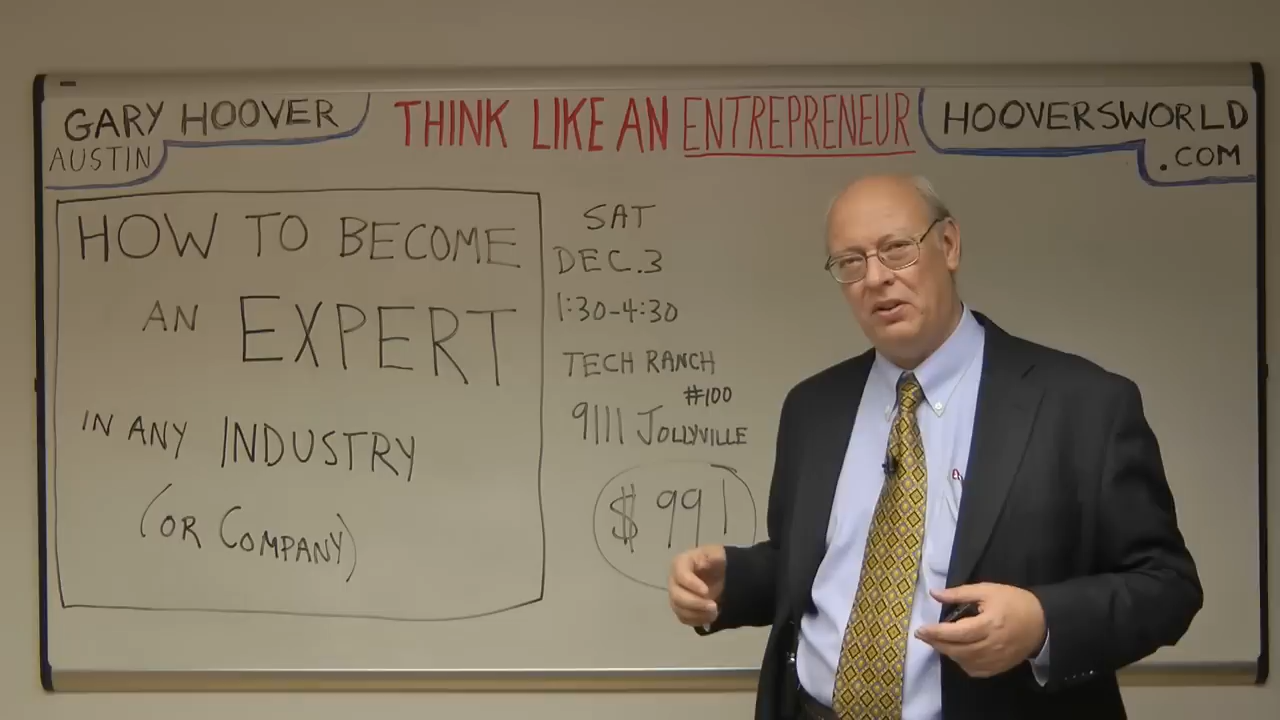 GARY HOOVER
AUSTIN
THINK LIKE AN ENTREPRENEUR
HOOVERSWORLD
.COM
HOW TO BECOME
AN EXPERT
IN ANY INDUSTRY
(OR COMPANY)
SAT
DEC.3
1:30-4:30
TECH RANCH
#100
9111 JOLLYVILLE
$991